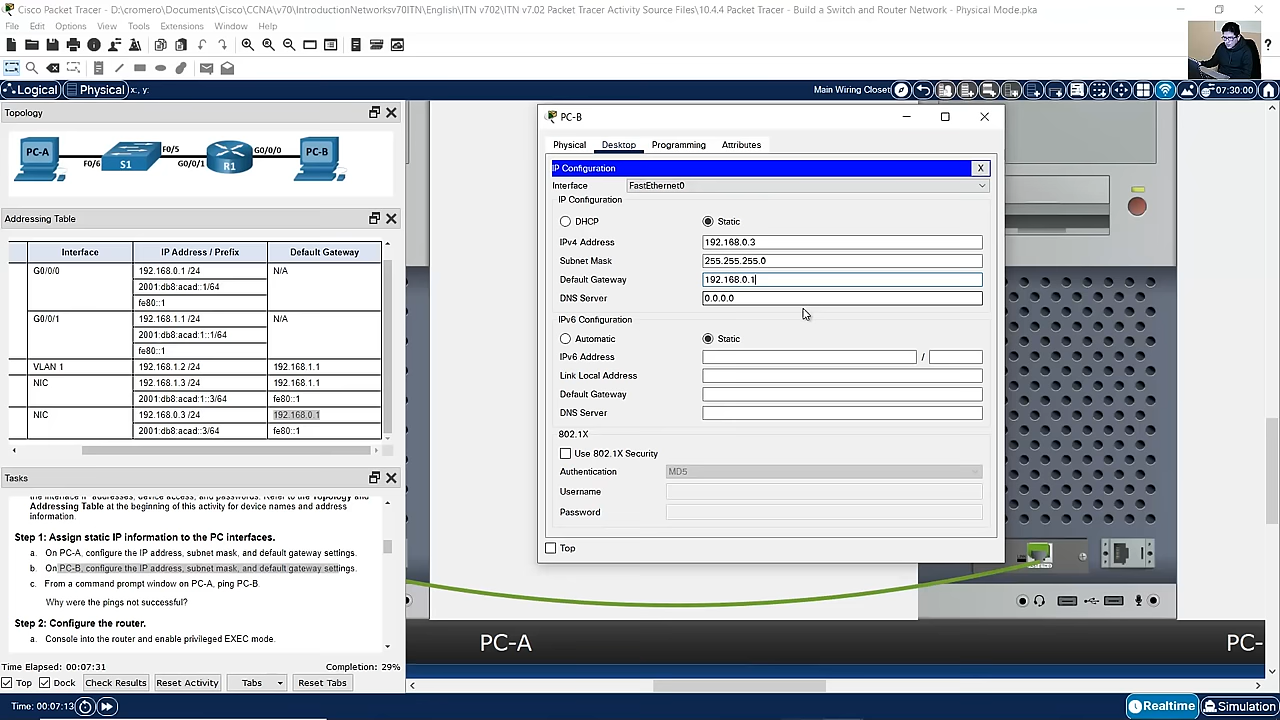 Cisco Packet Tracer - D:\cromero\Documents\Cisco\CCNA\v70\IntroductionNetworksv70ITN\English\ITN v702\ITN v7.02 Packet Tracer Activity Source Files\10.4.4 Packet Tracer - Build a Switch and Router Network - Physical Mode.pka
File Edit Options View Tools Extensions Window Help
Logical Physical x:, y: Main Wiring Closet 07:30:00
Topology
PC-A F0/6 S1 F0/5 G0/0/1 R1 G0/0/0 PC-B
Addressing Table
Interface IP Address / Prefix Default Gateway
G0/0/0 192.168.0.1 /24 N/A
2001:db8:acad::1/64
fe80::1
G0/0/1 192.168.1.1 /24 N/A
2001:db8:acad:1::1/64
fe80::1
VLAN 1 192.168.1.2 /24 192.168.1.1
NIC 192.168.1.3 /24 192.168.1.1
2001:db8:acad:1::3/64 fe80::1
NIC 192.168.0.3 /24 192.168.0.1
2001:db8:acad::3/64 fe80::1
Tasks
the interface IP addresses, device access, and passwords. Refer to the Topology and
Addressing Table at the beginning of this activity for device names and address
information.
Step 1: Assign static IP information to the PC interfaces.
a. On PC-A, configure the IP address, subnet mask, and default gateway settings.
b. On PC-B, configure the IP address, subnet mask, and default gateway settings.
c. From a command prompt window on PC-A, ping PC-B.
Why were the pings not successful?
Step 2: Configure the router.
a. Console into the router and enable privileged EXEC mode.
Time Elapsed: 00:07:31 Completion: 29%
Top Dock Check Results Reset Activity Tabs Reset Tabs
Time: 00:07:13
Realtime Simulation
PC-B
Physical Desktop Programming Attributes
IP Configuration X
Interface FastEthernet0
IP Configuration
DHCP Static
IPv4 Address 192.168.0.3
Subnet Mask 255.255.255.0
Default Gateway 192.168.0.1
DNS Server 0.0.0.0
IPv6 Configuration
Automatic Static
IPv6 Address /
Link Local Address
Default Gateway
DNS Server
802.1X
Use 802.1X Security
Authentication MD5
Username
Password
Top
PC-A
PC-